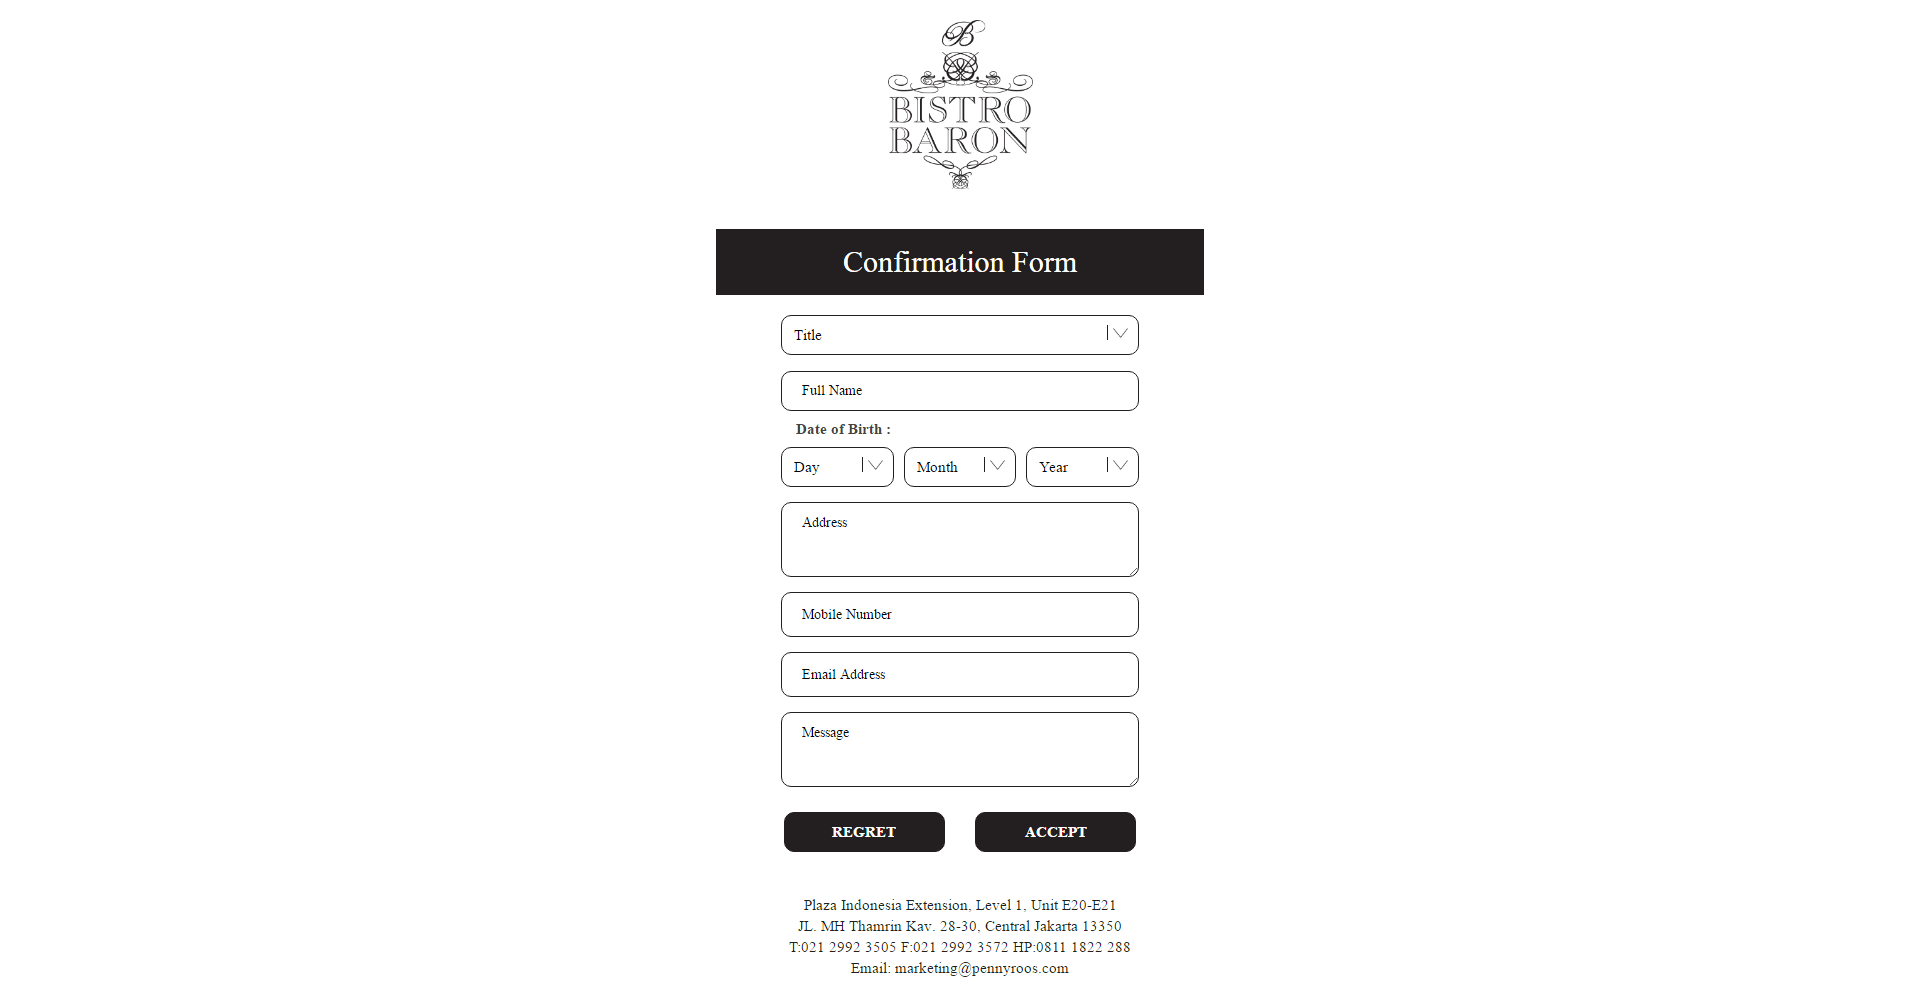 B
BISTRO
BARON
Confirmation Form
Title
Full Name
Date of Birth :
Day Month Year
Address
Mobile Number
Email Address
Message
REGRET ACCEPT
Plaza Indonesia Extension, Level 1, Unit E20-E21
JL. MH Thamrin Kav. 28-30, Central Jakarta 13350
T:021 2992 3505 F:021 2992 3572 HP:0811 1822 288
Email: marketing@pennyroos.com